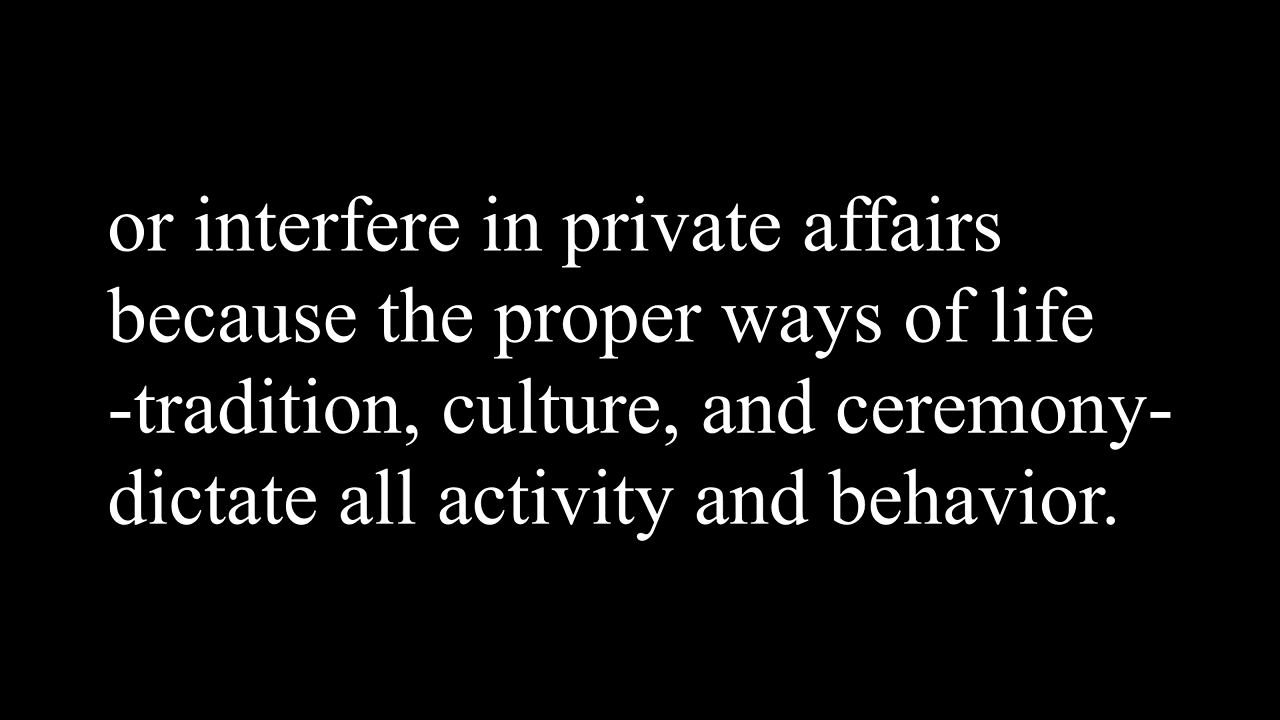 or interfere in private affairs
because the proper ways of life
-tradition, culture, and ceremony-
dictate all activity and behavior.